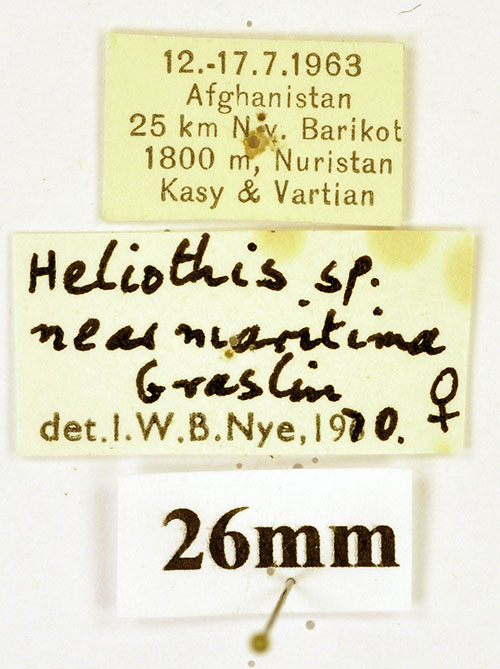 12.-17.7.1963
Afghanistan
25 km N.v. Barikot
1800 m, Nuristan
Kasy & Vartian
Heliothis sp.
near maritima
Graslin ♀
det. I.W.B.Nye, 1970.
26mm